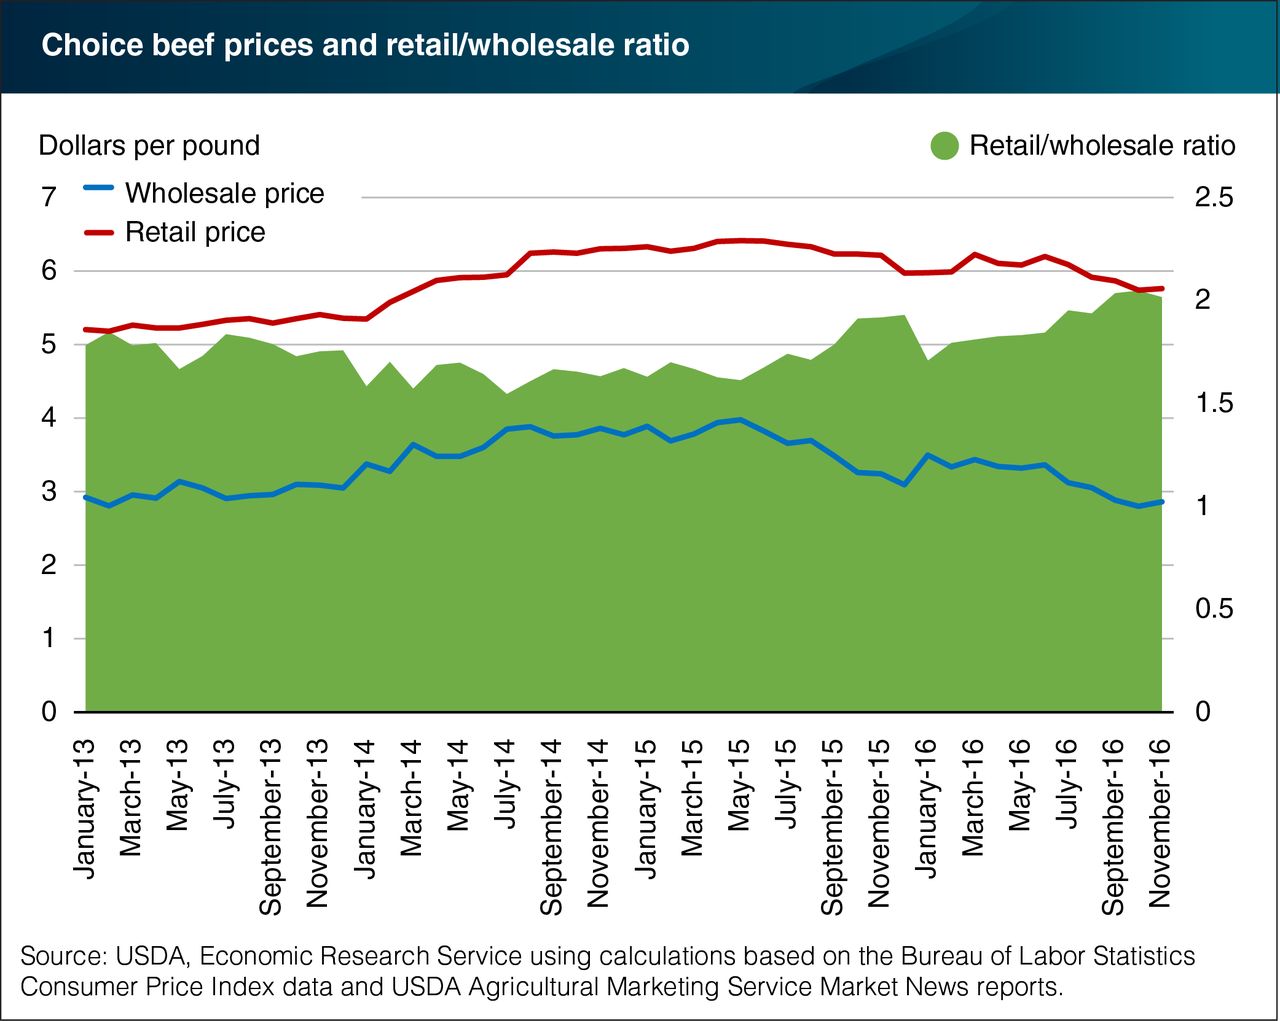 Choice beef prices and retail/wholesale ratio
Dollars per pound
Retail/wholesale ratio
Wholesale price
Retail price
7
6
5
4
3
2
1
0
2.5
2
1.5
1
0.5
0
January-13
March-13
May-13
July-13
September-13
November-13
January-14
March-14
May-14
July-14
September-14
November-14
January-15
March-15
May-15
July-15
September-15
November-15
January-16
March-16
May-16
July-16
September-16
November-16
Source: USDA, Economic Research Service using calculations based on the Bureau of Labor Statistics
Consumer Price Index data and USDA Agricultural Marketing Service Market News reports.